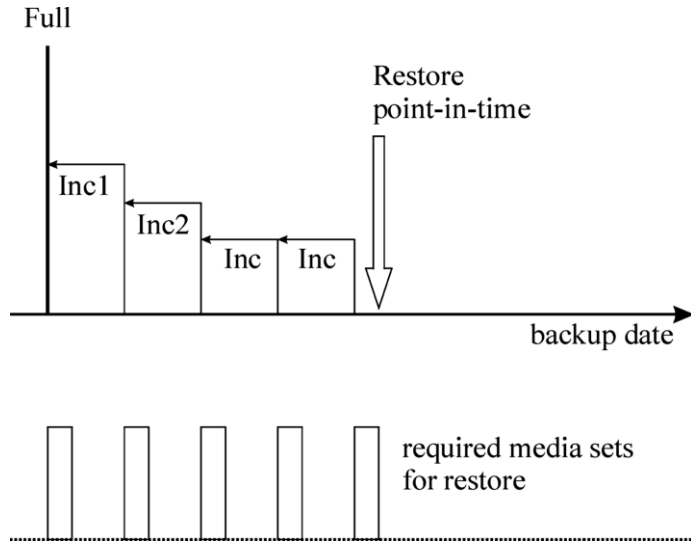 Full
Restore
point-in-time
Inc1
Inc2
Inc
Inc
backup date
required media sets
for restore